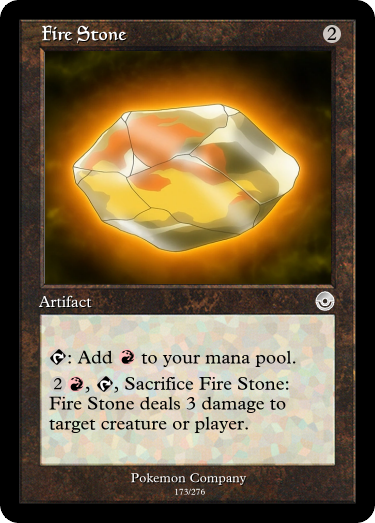 Fire Stone 2
Artifact
: Add to your mana pool.
2 , , Sacrifice Fire Stone:
Fire Stone deals 3 damage to
target creature or player.
Pokemon Company
173/276